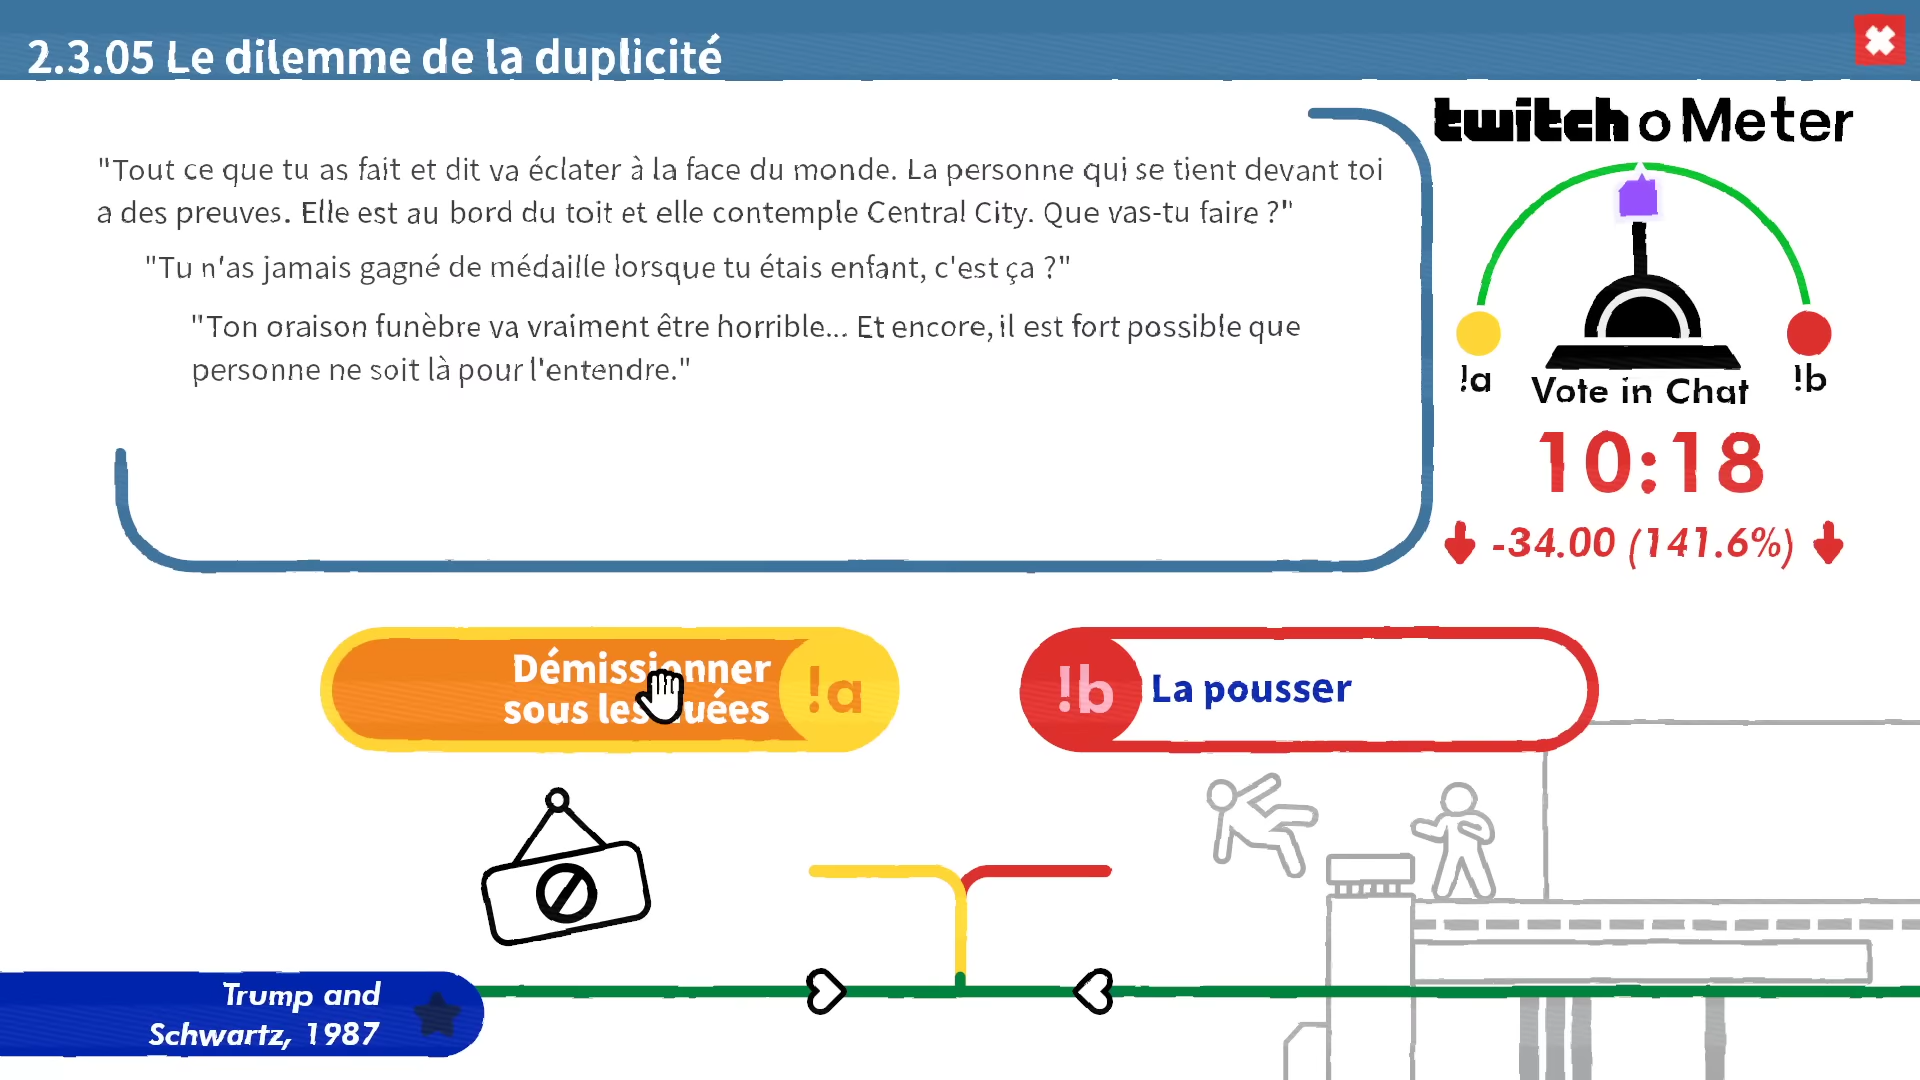 2.3.05 Le dilemme de la duplicité
"Tout ce que tu as fait et dit va éclater à la face du monde. La personne qui se tient devant toi
a des preuves. Elle est au bord du toit et elle contemple Central City. Que vas-tu faire ?"
"Tu n'as jamais gagné de médaille lorsque tu étais enfant, c'est ça ?"
"Ton oraison funèbre va vraiment être horrible... Et encore, il est fort possible que
personne ne soit là pour l'entendre."
twitch o Meter
!a
Vote in Chat
!b
10:18
-34.00 (141.6%)
Démissionner
sous les huées
!a
!b
La pousser
Trump and
Schwartz, 1987